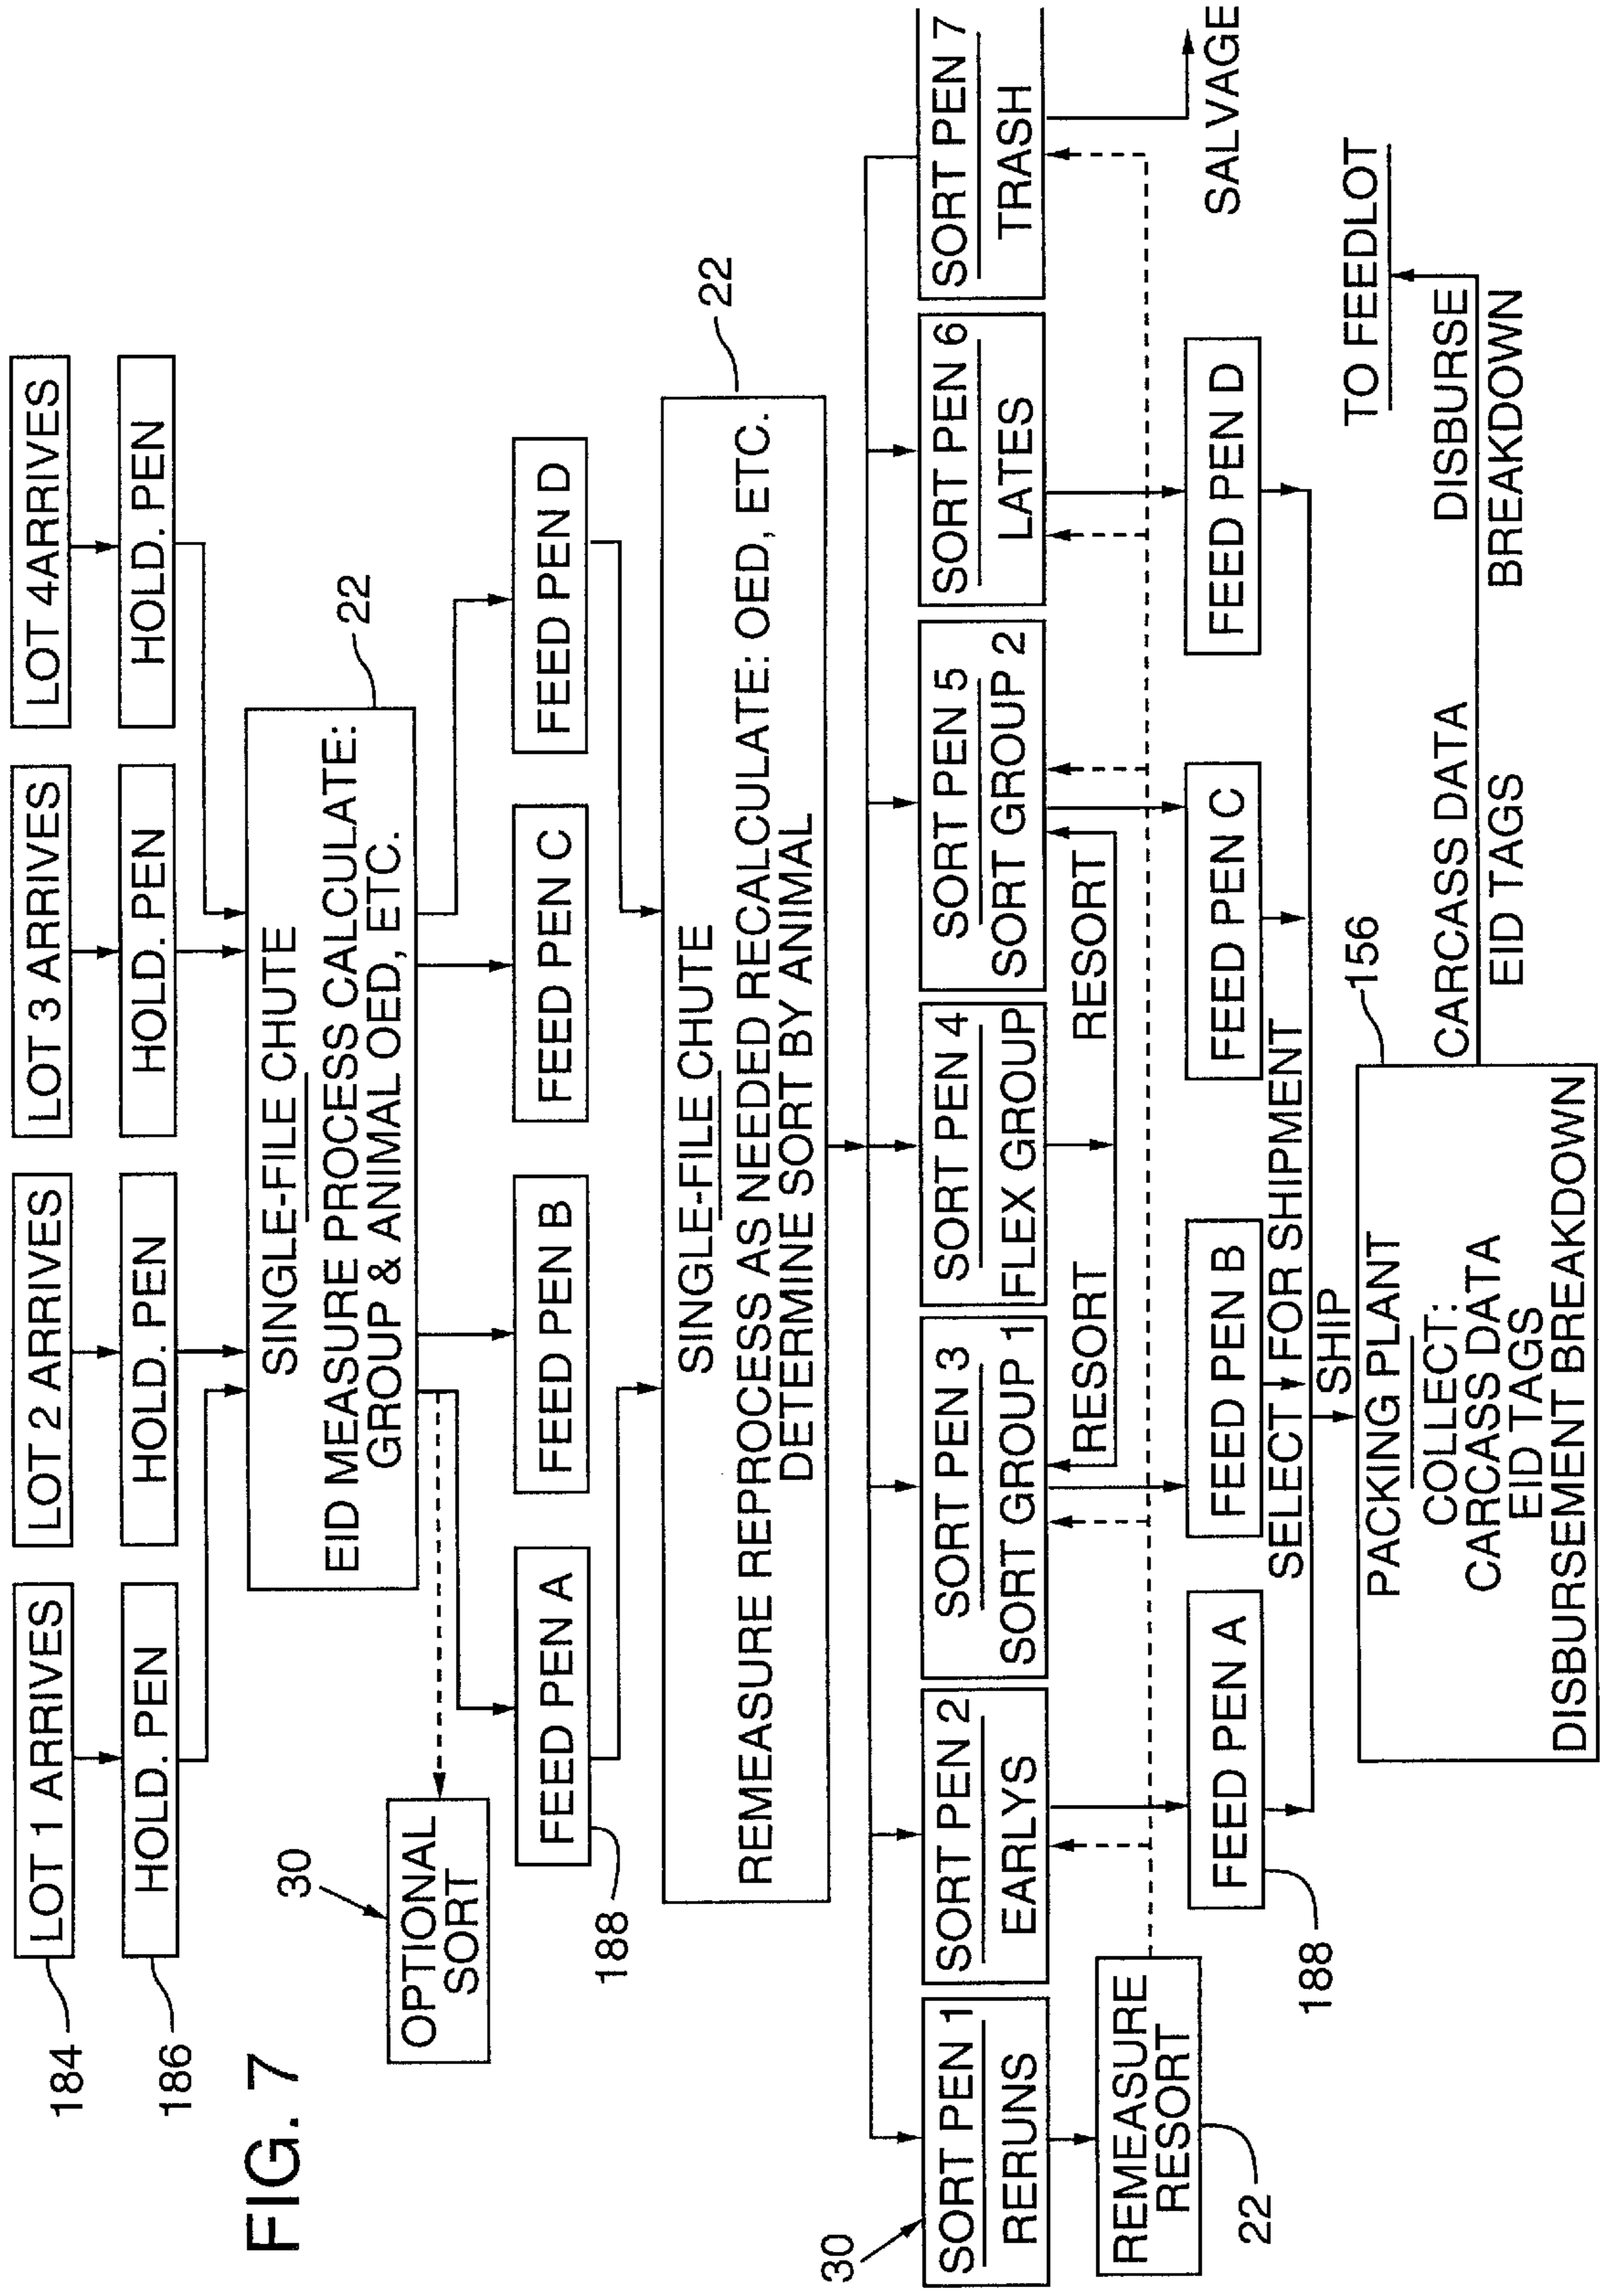 FIG. 7
184
LOT 1 ARRIVES
LOT 2 ARRIVES
LOT 3 ARRIVES
LOT 4ARRIVES
186
HOLD. PEN
HOLD. PEN
HOLD. PEN
HOLD. PEN
22
SINGLE-FILE CHUTE
EID MEASURE PROCESS CALCULATE:
GROUP & ANIMAL OED, ETC.
30
OPTIONAL
SORT
188
FEED PEN A
FEED PEN B
FEED PEN C
FEED PEN D
22
SINGLE-FILE CHUTE
REMEASURE REPROCESS AS NEEDED RECALCULATE: OED, ETC.
DETERMINE SORT BY ANIMAL
30
SORT PEN 1
RERUNS
SORT PEN 2
EARLYS
SORT PEN 3
SORT GROUP 1
SORT PEN 4
FLEX GROUP
SORT PEN 5
SORT GROUP 2
SORT PEN 6
LATES
SORT PEN 7
TRASH
RESORT
RESORT
REMEASURE
RESORT
22
SALVAGE
188
FEED PEN A
FEED PEN B
FEED PEN C
FEED PEN D
SELECT FOR SHIPMENT
SHIP
156
PACKING PLANT
COLLECT:
CARCASS DATA
EID TAGS
DISBURSEMENT BREAKDOWN
CARCASS DATA
EID TAGS
DISBURSE
BREAKDOWN
TO FEEDLOT